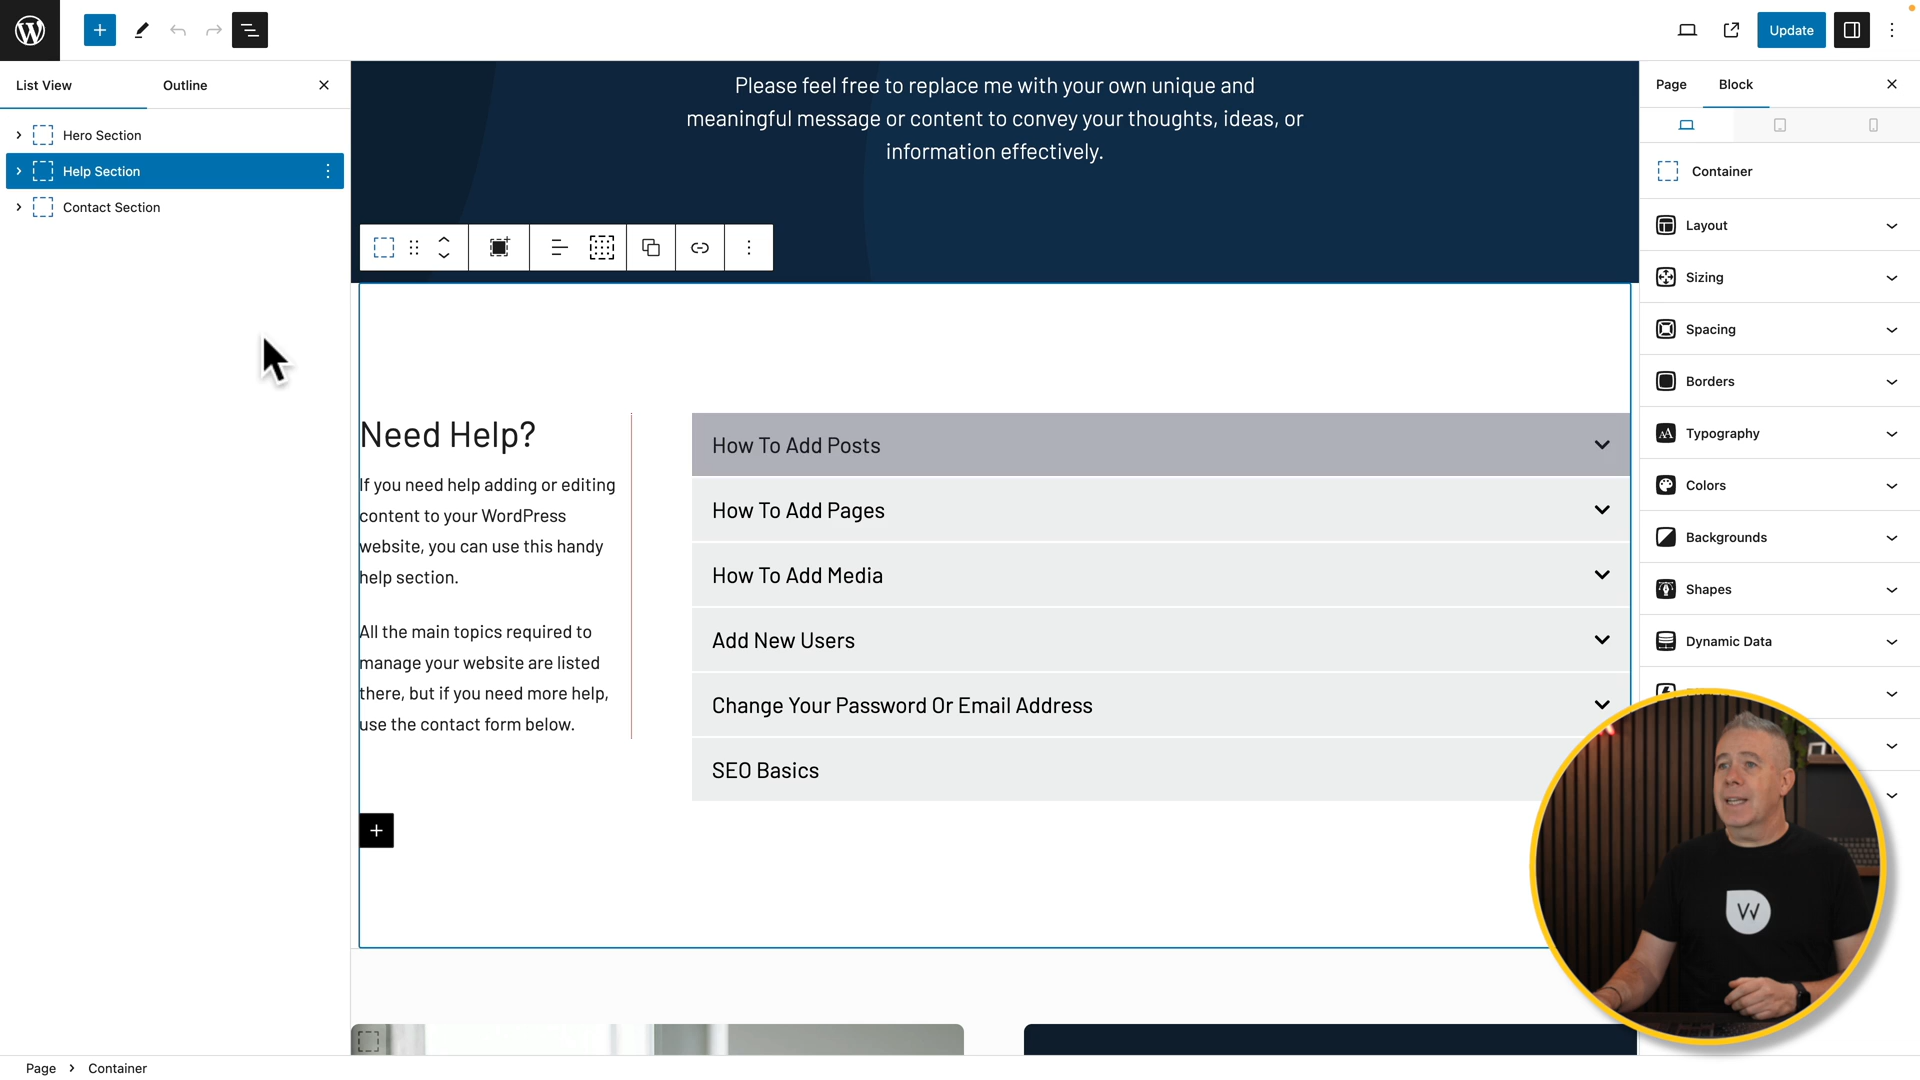 Update
List View
Outline
Hero Section
Help Section
Contact Section
Please feel free to replace me with your own unique and
meaningful message or content to convey your thoughts, ideas, or
information effectively.
Need Help?
If you need help adding or editing
content to your WordPress
website, you can use this handy
help section.
All the main topics required to
manage your website are listed
there, but if you need more help,
use the contact form below.
How To Add Posts
How To Add Pages
How To Add Media
Add New Users
Change Your Password Or Email Address
SEO Basics
Page
Block
Container
Layout
Sizing
Spacing
Borders
Typography
Colors
Backgrounds
Shapes
Dynamic Data
W
Page > Container